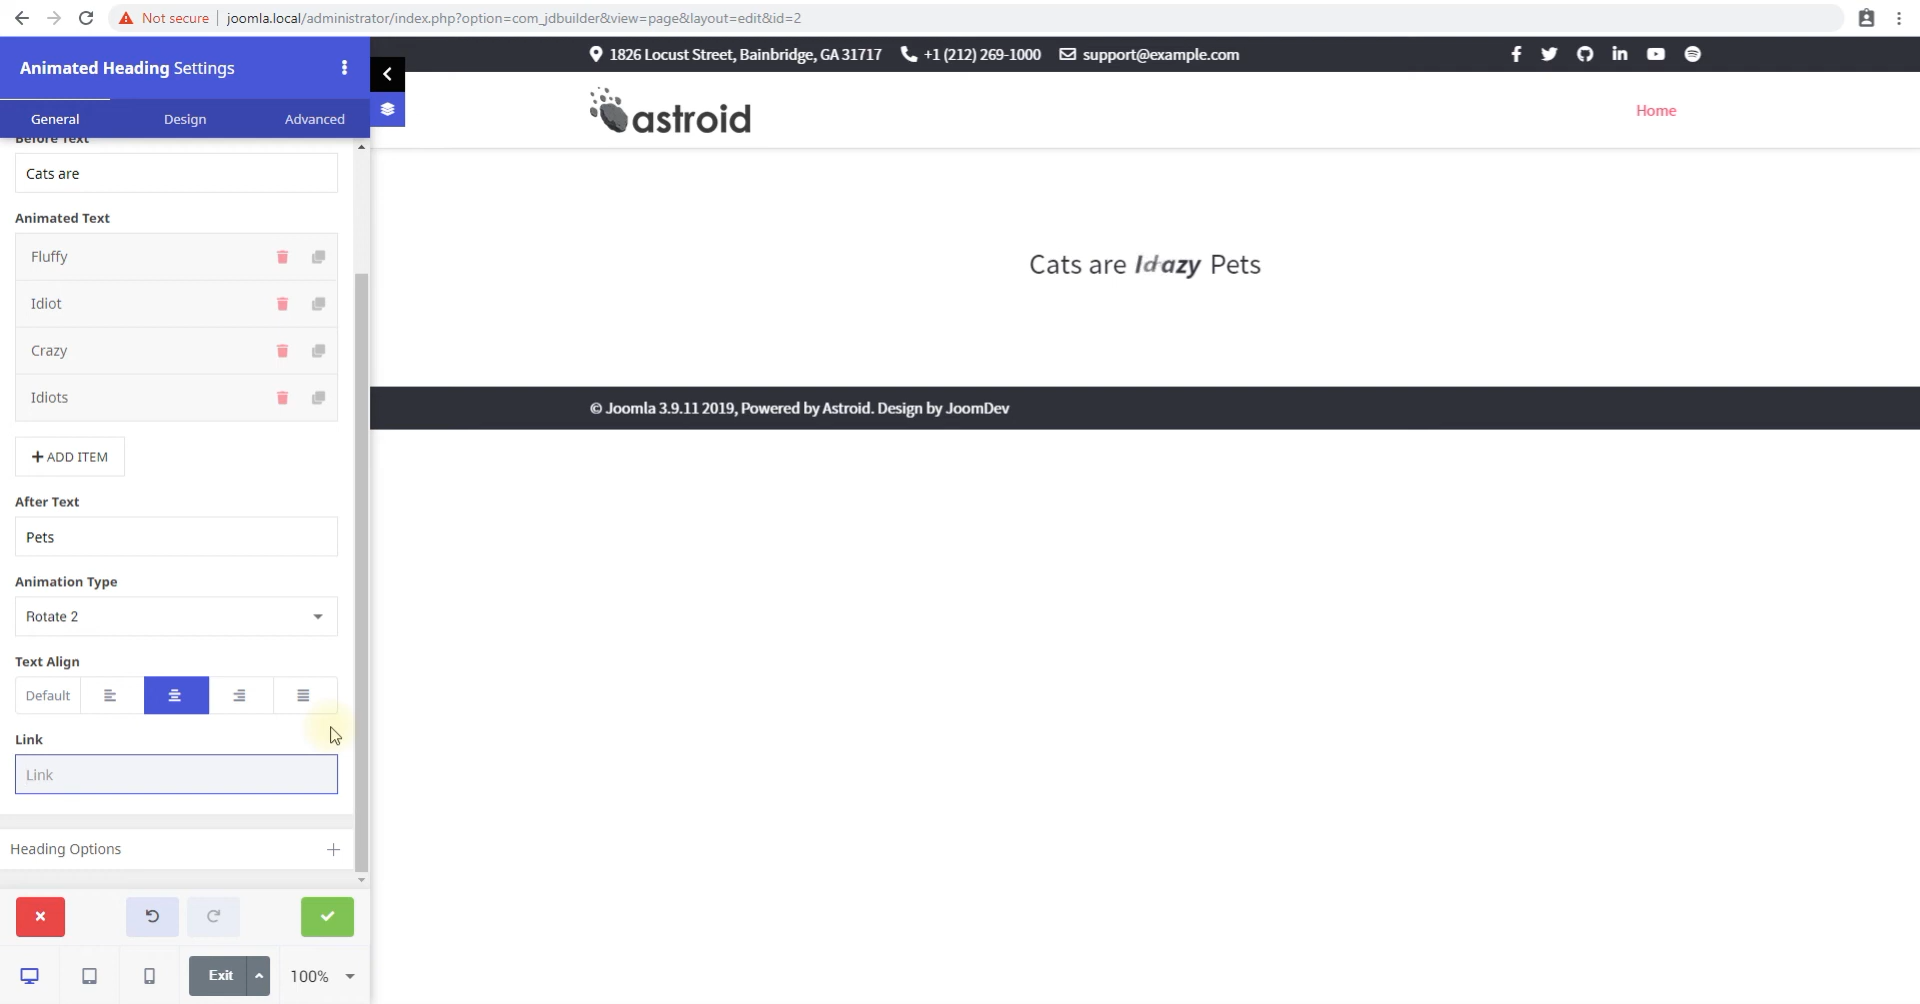 Not secure
joomla.local/administrator/index.php?option=com_jdbuilder&view=page&layout=edit&id=2
Animated Heading Settings
General
Design
Advanced
Before Text
Cats are
Animated Text
Fluffy
Idiot
Crazy
Idiots
ADD ITEM
After Text
Pets
Animation Type
Rotate 2
Text Align
Default
Link
Link
Heading Options
Exit
100%
1826 Locust Street, Bainbridge, GA 31717
+1 (212) 269-1000
support@example.com
astroid
Home
Cats are Pets
© Joomla 3.9.11 2019, Powered by Astroid. Design by JoomDev